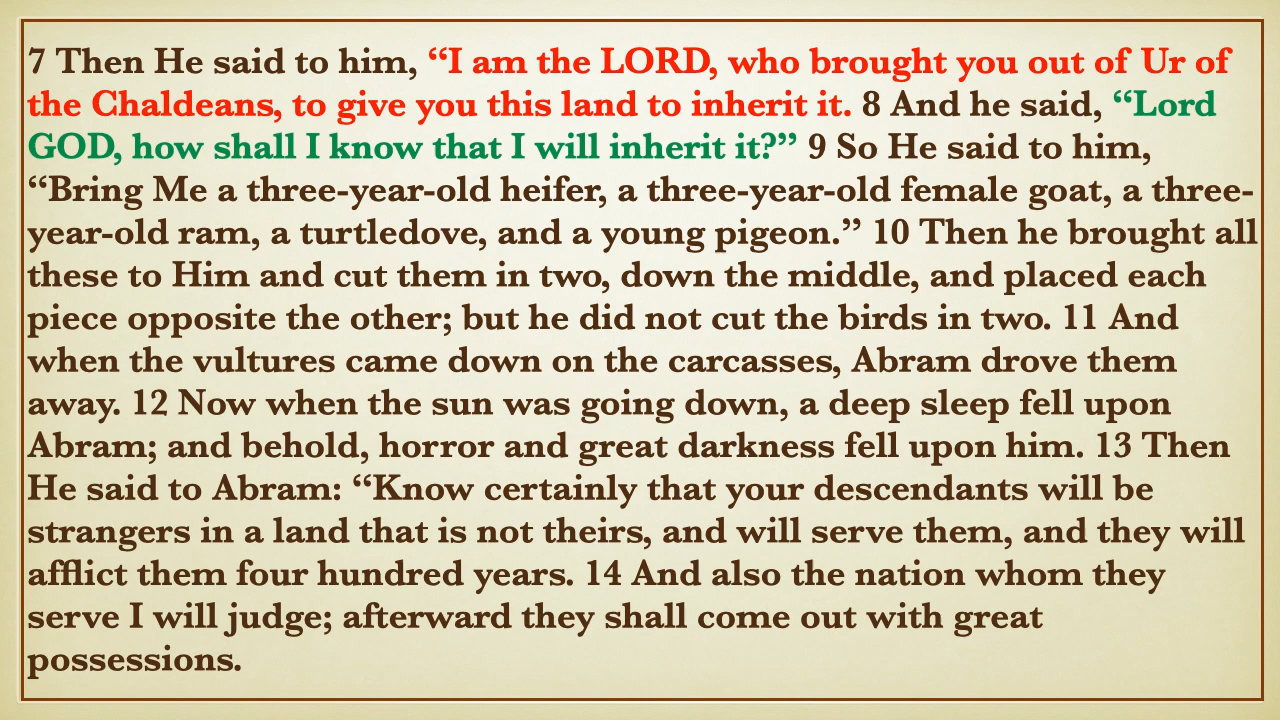 7 Then He said to him, “I am the LORD, who brought you out of Ur of
the Chaldeans, to give you this land to inherit it. 8 And he said, “Lord
GOD, how shall I know that I will inherit it?” 9 So He said to him,
“Bring Me a three-year-old heifer, a three-year-old female goat, a three-
year-old ram, a turtledove, and a young pigeon.” 10 Then he brought all
these to Him and cut them in two, down the middle, and placed each
piece opposite the other; but he did not cut the birds in two. 11 And
when the vultures came down on the carcasses, Abram drove them
away. 12 Now when the sun was going down, a deep sleep fell upon
Abram; and behold, horror and great darkness fell upon him. 13 Then
He said to Abram: “Know certainly that your descendants will be
strangers in a land that is not theirs, and will serve them, and they will
afflict them four hundred years. 14 And also the nation whom they
serve I will judge; afterward they shall come out with great
possessions.